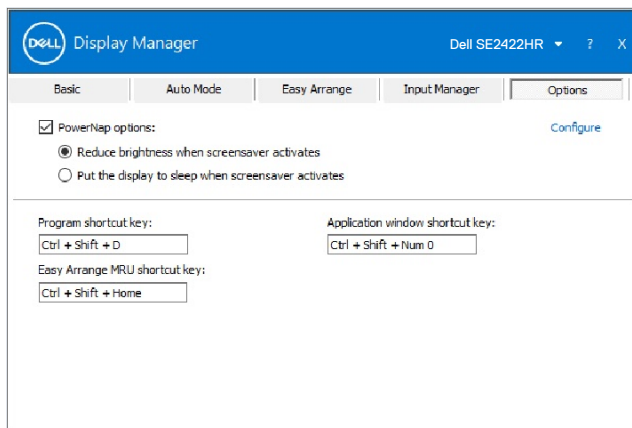 DELL Display Manager Dell SE2422HR ? X
Basic Auto Mode Easy Arrange Input Manager Options
PowerNap options: Configure
Reduce brightness when screensaver activates
Put the display to sleep when screensaver activates
Program shortcut key: Application window shortcut key:
Ctrl + Shift + D Ctrl + Shift + Num 0
Easy Arrange MRU shortcut key:
Ctrl + Shift + Home